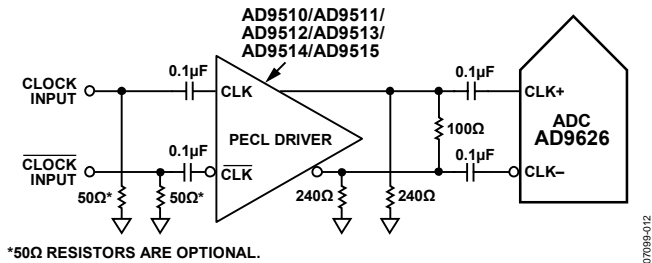 AD9510/AD9511/
AD9512/AD9513/
AD9514/AD9515
CLOCK
INPUT
0.1µF
CLK
PECL DRIVER
0.1µF
CLK+
ADC
AD9626
100Ω
CLOCK
INPUT
0.1µF
CLK
0.1µF
CLK–
50Ω*
50Ω*
240Ω
240Ω
*50Ω RESISTORS ARE OPTIONAL.
07099-012